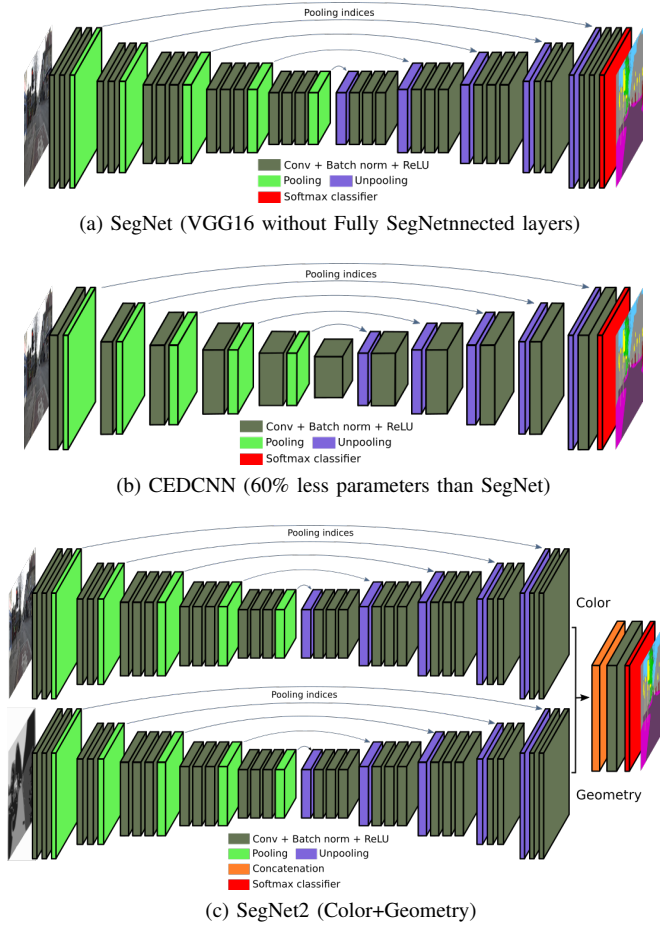 Pooling indices
Conv + Batch norm + ReLU
Pooling Unpooling
Softmax classifier
(a) SegNet (VGG16 without Fully SegNetnnected layers)
Pooling indices
Conv + Batch norm + ReLU
Pooling Unpooling
Softmax classifier
(b) CEDCNN (60% less parameters than SegNet)
Pooling indices
Color
Pooling indices
Geometry
Conv + Batch norm + ReLU
Pooling Unpooling
Concatenation
Softmax classifier
(c) SegNet2 (Color+Geometry)